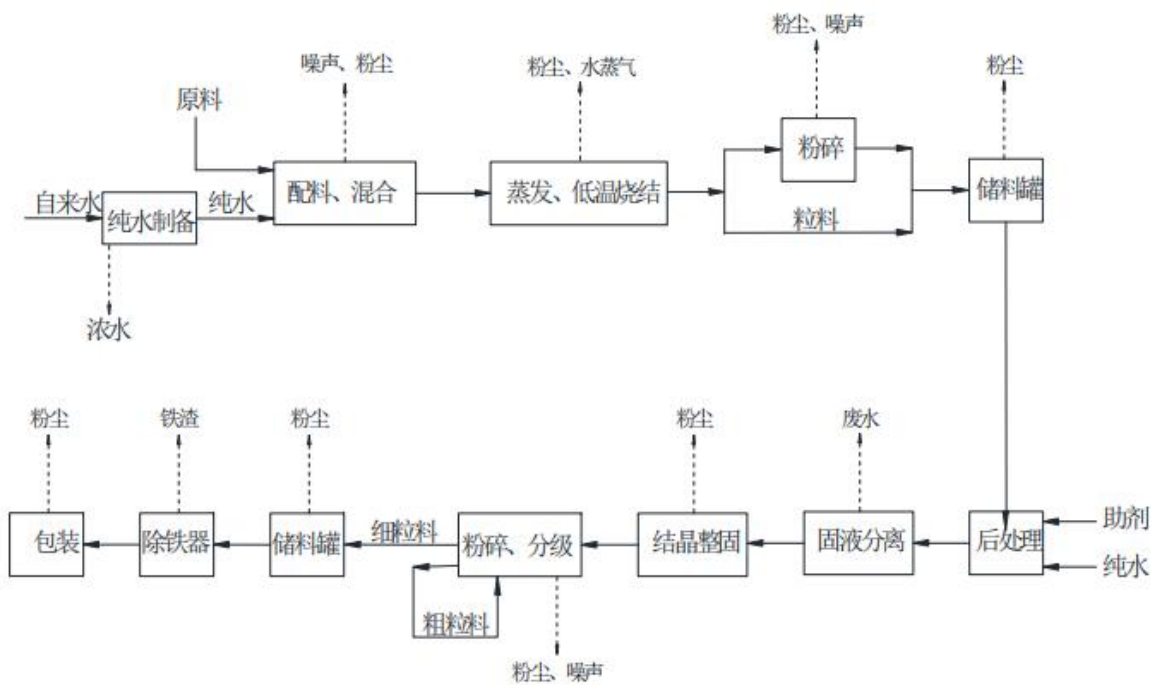 粉尘、噪声
噪声、粉尘
粉尘、水蒸气
粉尘
原料
粉碎
自来水
纯水制备
纯水
配料、混合
蒸发、低温烧结
粒料
储料罐
浓水
粉尘
铁渣
粉尘
粉尘
废水
包装
除铁器
储料罐
细粒料
粉碎、分级
结晶整固
固液分离
后处理
助剂
纯水
粗粒料
粉尘、噪声